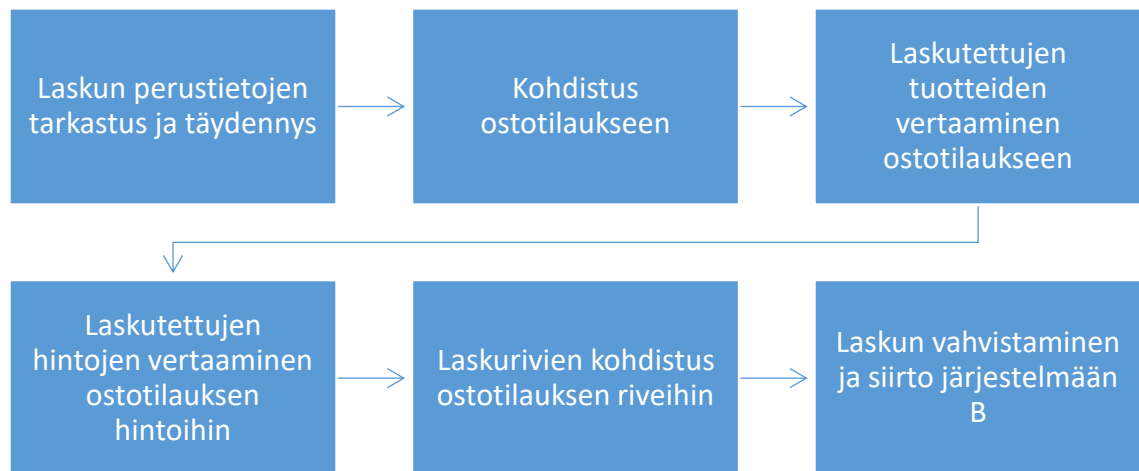 Laskun perustietojen
tarkastus ja täydennys
Kohdistus
ostotilaukseen
Laskutettujen
tuotteiden
vertaaminen
ostotilaukseen
Laskutettujen
hintojen vertaaminen
ostotilauksen
hintoihin
Laskurivien kohdistus
ostotilauksen riveihin
Laskun vahvistaminen
ja siirto järjestelmään
B